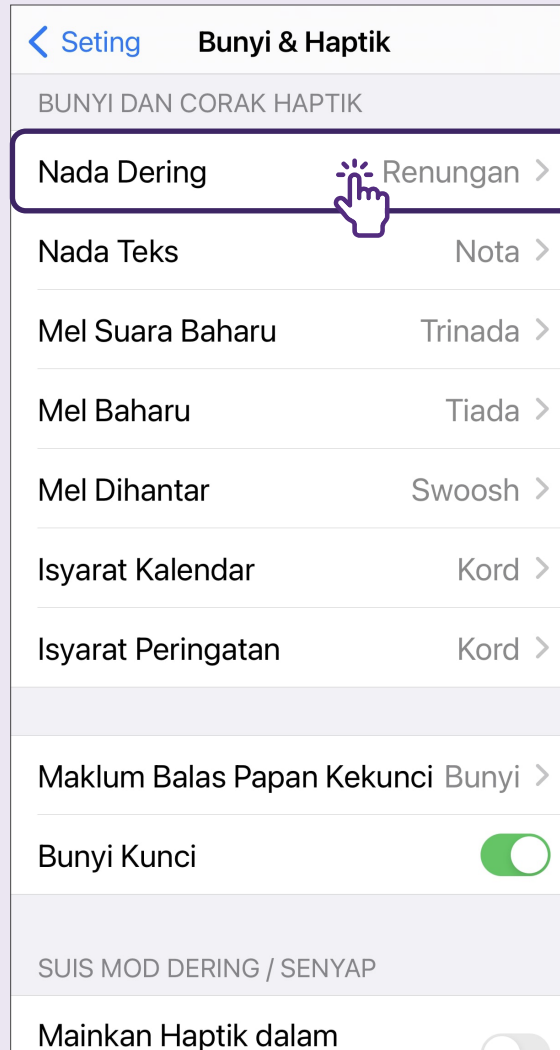 Seting Bunyi & Haptik
BUNYI DAN CORAK HAPTIK
Nada Dering Renungan
Nada Teks Nota
Mel Suara Baharu Trinada
Mel Baharu Tiada
Mel Dihantar Swoosh
Isyarat Kalendar Kord
Isyarat Peringatan Kord
Maklum Balas Papan Kekunci Bunyi
Bunyi Kunci
SUIS MOD DERING / SENYAP
Mainkan Haptik dalam